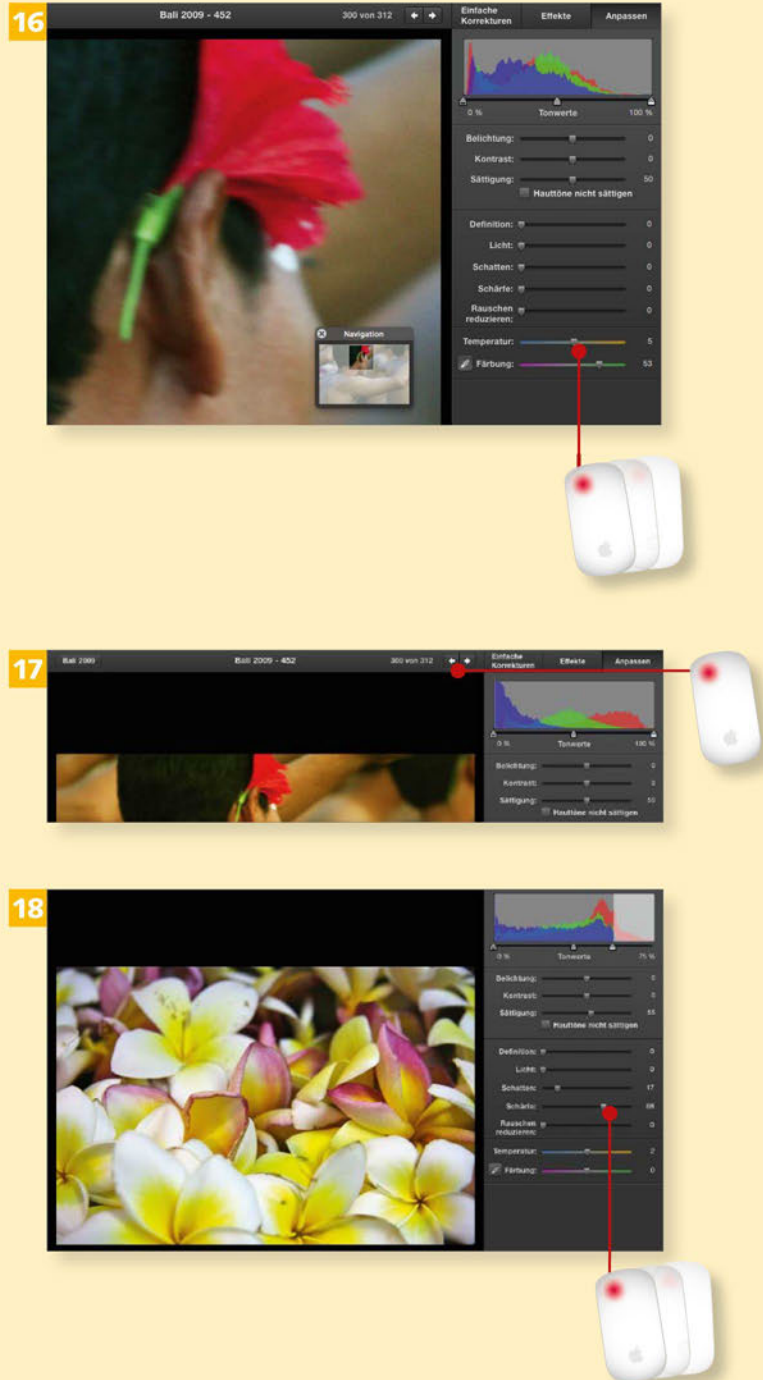 16
Bali 2009 - 452
300 von 312
Einfache
Korrekturen
Effekte
Anpassen
0 %
Tonwerte
100 %
Belichtung:
0
Kontrast:
0
Sättigung:
50
Hauttöne nicht sättigen
Definition:
0
Licht:
0
Schatten:
0
Schärfe:
0
Rauschen
reduzieren:
0
Temperatur:
5
Färbung:
53
Navigation
17
Bali 2009
Bali 2009 - 452
300 von 312
Einfache
Korrekturen
Effekte
Anpassen
0 %
Tonwerte
100 %
Belichtung:
0
Kontrast:
0
Sättigung:
50
Hauttöne nicht sättigen
18
0 %
Tonwerte
75 %
Belichtung:
0
Kontrast:
0
Sättigung:
Hauttöne nicht sättigen
Definition:
0
Licht:
0
Schatten:
17
Schärfe:
Rauschen
reduzieren:
0
Temperatur:
2
Färbung:
0